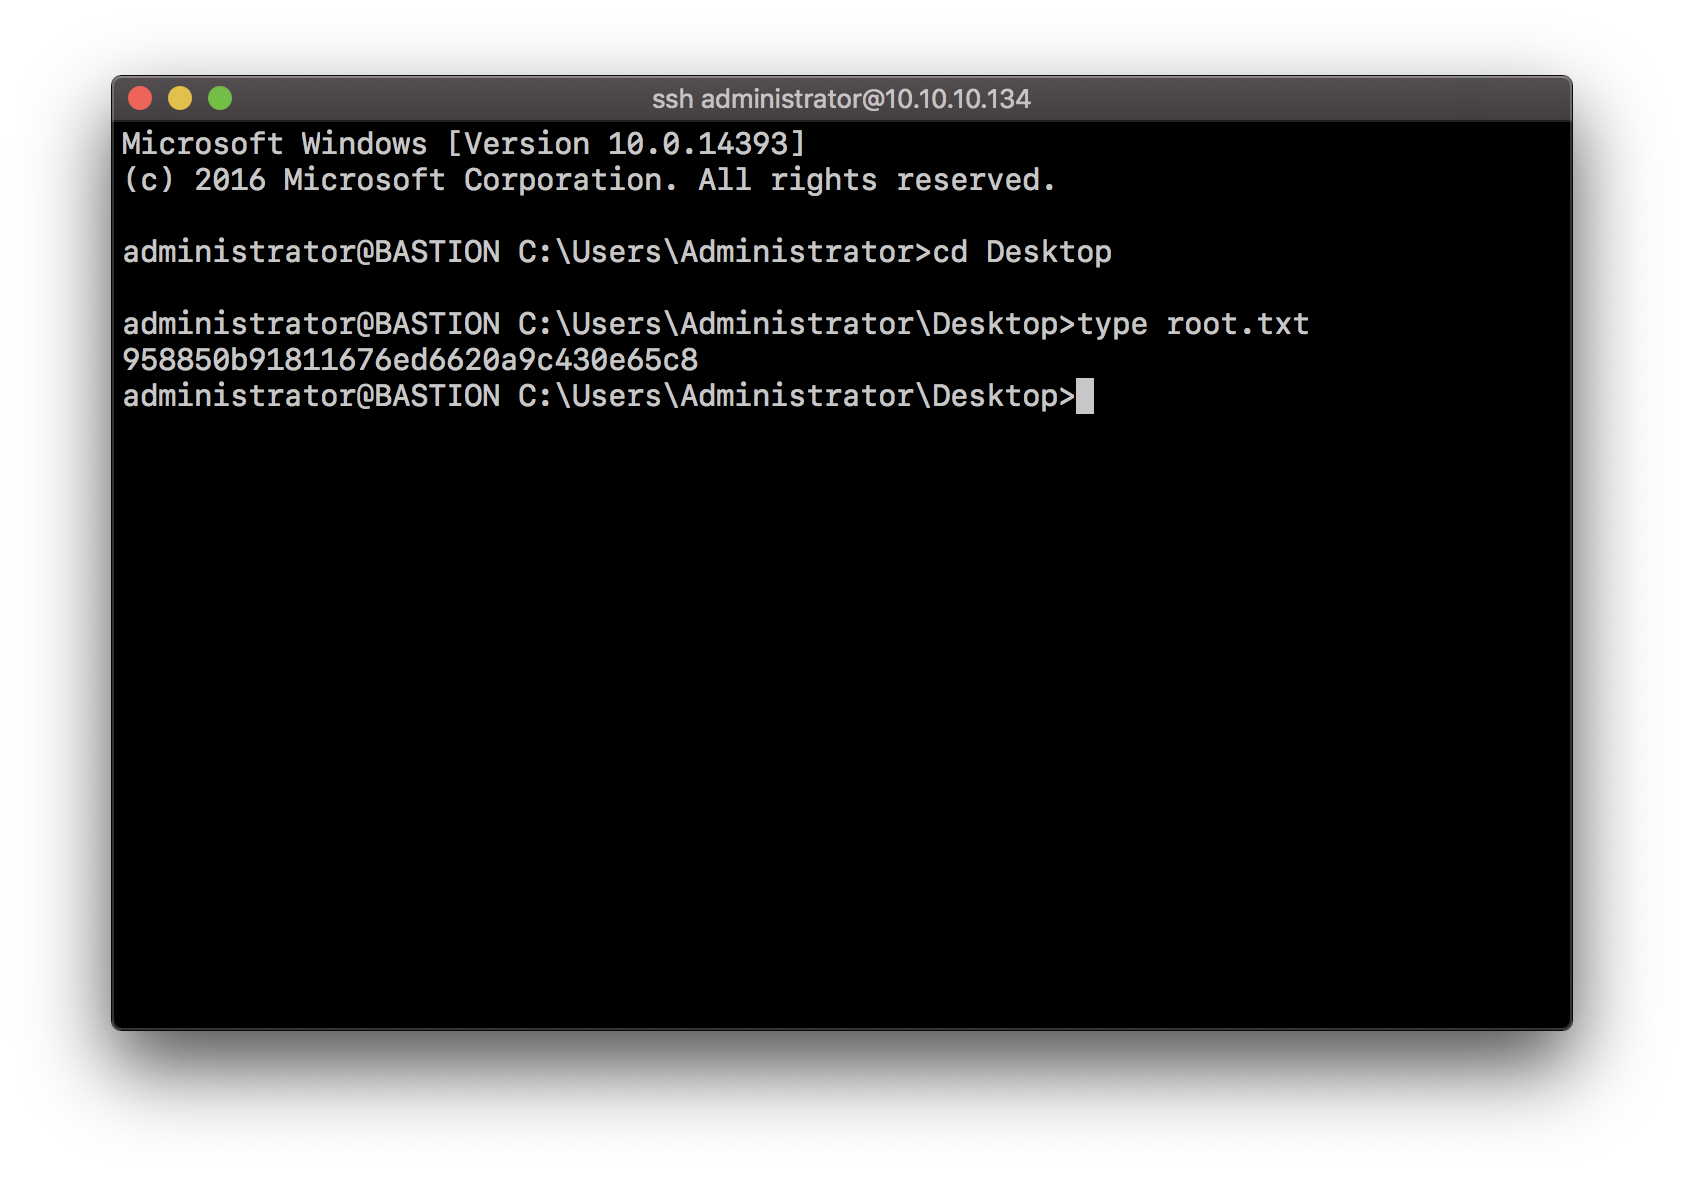 ssh administrator@10.10.10.134
Microsoft Windows [Version 10.0.14393]
(c) 2016 Microsoft Corporation. All rights reserved.
administrator@BASTION C:\Users\Administrator>cd Desktop
administrator@BASTION C:\Users\Administrator\Desktop>type root.txt
958850b91811676ed6620a9c430e65c8
administrator@BASTION C:\Users\Administrator\Desktop>